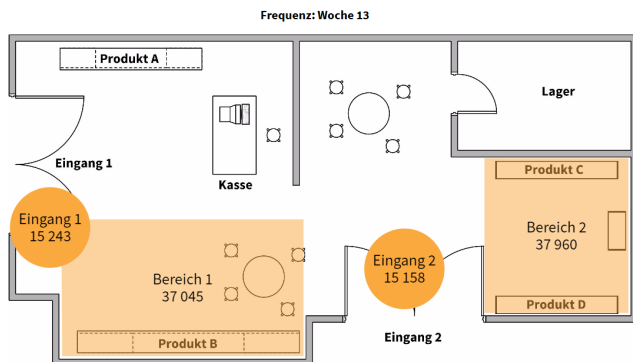 Frequenz: Woche 13
Produkt A
Lager
Eingang 1
Kasse
Produkt C
Eingang 1
15 243
Bereich 2
37 960
Eingang 2
15 158
Bereich 1
37 045
Produkt D
Eingang 2
Produkt B